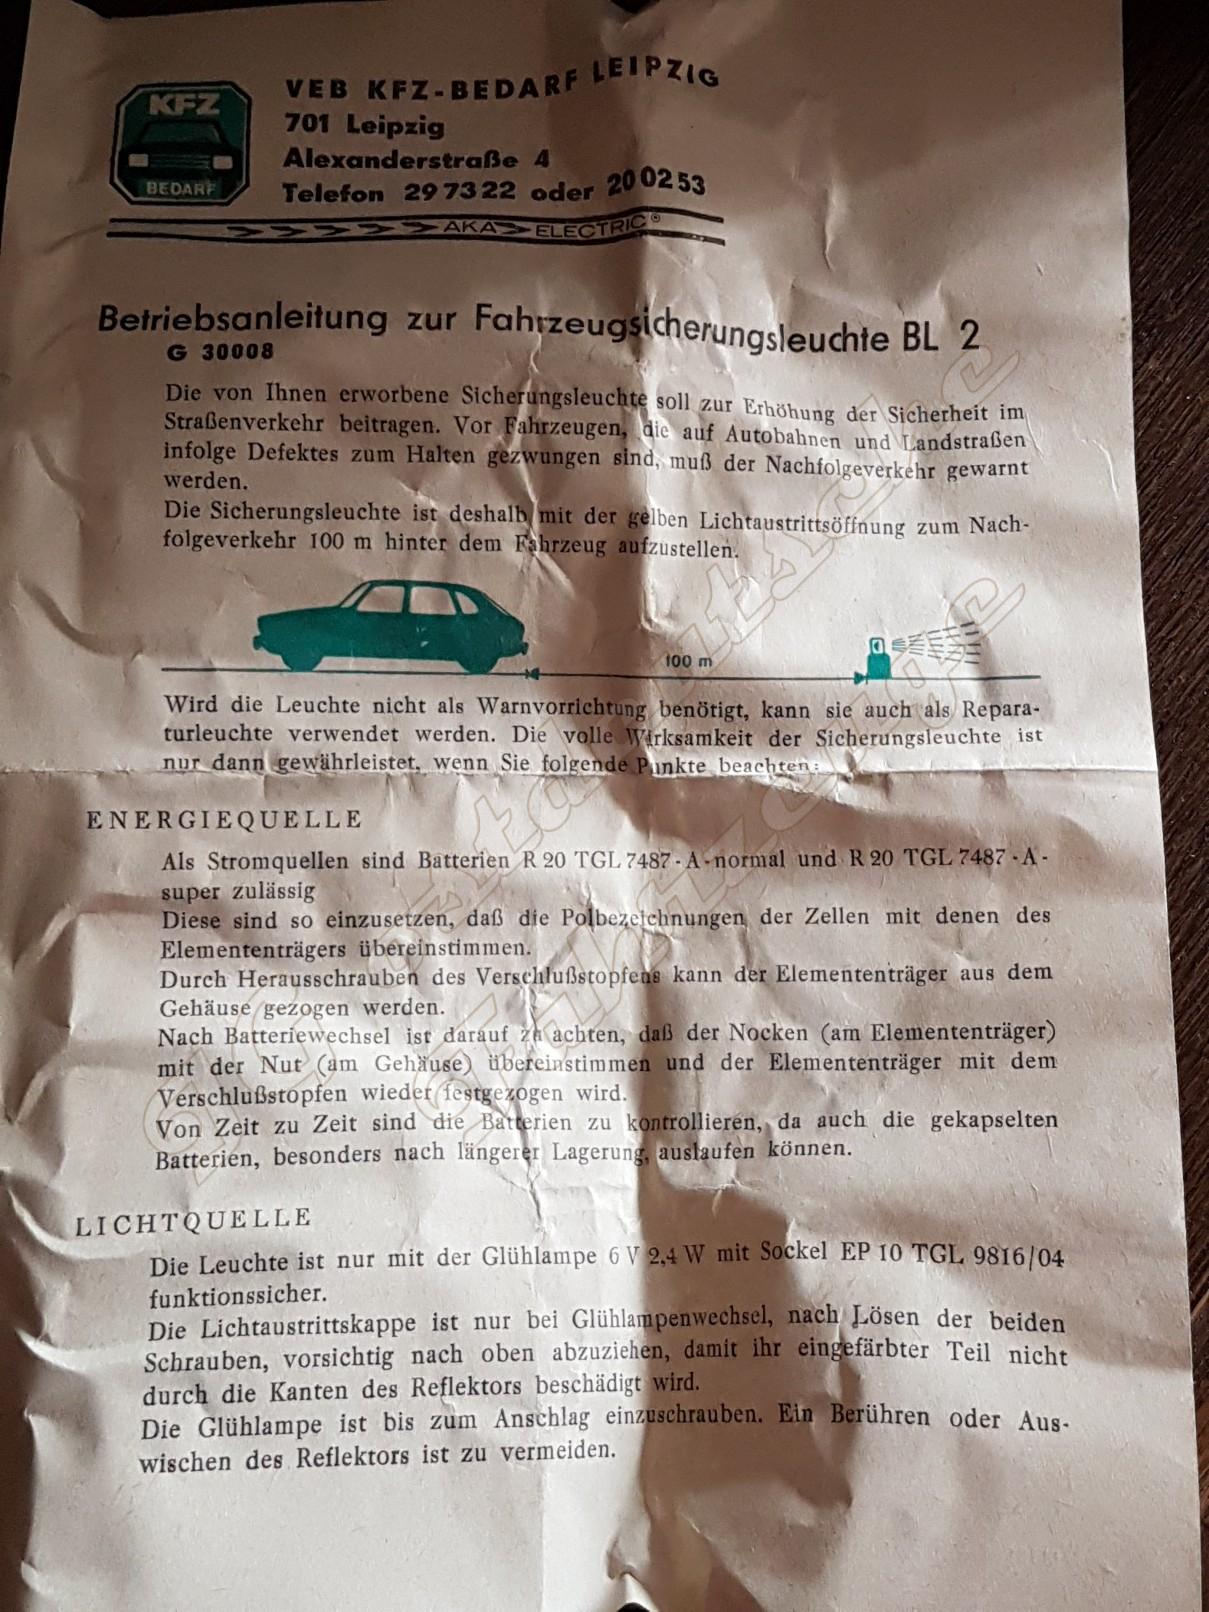 KFZ
BEDARF
VEB KFZ-BEDARF LEIPZIG
701 Leipzig
Alexanderstraße 4
Telefon 29 73 22 oder 20 02 53
AKA ELECTRIC®
Betriebsanleitung zur Fahrzeugsicherungsleuchte BL 2
G 30008
Die von Ihnen erworbene Sicherungsleuchte soll zur Erhöhung der Sicherheit im
Straßenverkehr beitragen. Vor Fahrzeugen, die auf Autobahnen und Landstraßen
infolge Defektes zum Halten gezwungen sind, muß der Nachfolgeverkehr gewarnt
werden.
Die Sicherungsleuchte ist deshalb mit der gelben Lichtaustrittsöffnung zum Nach-
folgeverkehr 100 m hinter dem Fahrzeug aufzustellen.
100 m
Wird die Leuchte nicht als Warnvorrichtung benötigt, kann sie auch als Repara-
turleuchte verwendet werden. Die volle Wirksamkeit der Sicherungsleuchte ist
nur dann gewährleistet, wenn Sie folgende Punkte beachten:
ENERGIEQUELLE
Als Stromquellen sind Batterien R 20 TGL 7487 - A - normal und R 20 TGL 7487 - A -
super zulässig
Diese sind so einzusetzen, daß die Polbezeichnungen der Zellen mit denen des
Elemententrägers übereinstimmen.
Durch Herausschrauben des Verschlußstopfens kann der Elemententräger aus dem
Gehäuse gezogen werden.
Nach Batteriewechsel ist darauf zu achten, daß der Nocken (am Elemententräger)
mit der Nut (am Gehäuse) übereinstimmen und der Elemententräger mit dem
Verschlußstopfen wieder festgezogen wird.
Von Zeit zu Zeit sind die Batterien zu kontrollieren, da auch die gekapselten
Batterien, besonders nach längerer Lagerung, auslaufen können.
LICHTQUELLE
Die Leuchte ist nur mit der Glühlampe 6 V 2,4 W mit Sockel EP 10 TGL 9816/04
funktionssicher.
Die Lichtaustrittskappe ist nur bei Glühlampenwechsel, nach Lösen der beiden
Schrauben, vorsichtig nach oben abzuziehen, damit ihr eingefärbter Teil nicht
durch die Kanten des Reflektors beschädigt wird.
Die Glühlampe ist bis zum Anschlag einzuschrauben. Ein Berühren oder Aus-
wischen des Reflektors ist zu vermeiden.